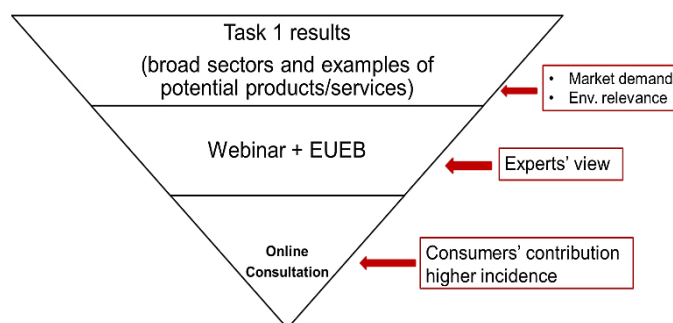 Task 1 results
(broad sectors and examples of
potential products/services)
• Market demand
• Env. relevance
Webinar + EUEB
Experts' view
Online
Consultation
Consumers' contribution
higher incidence